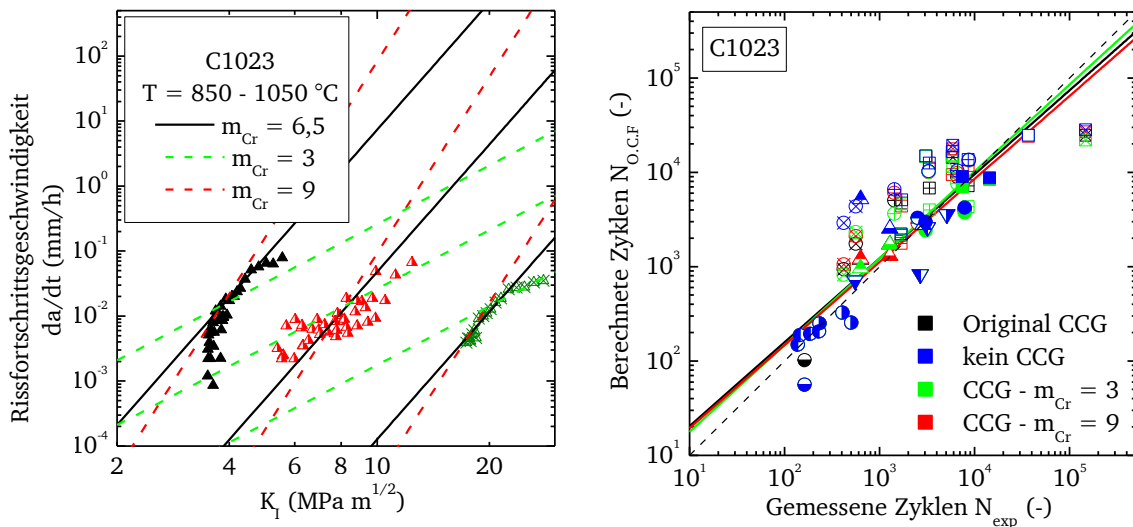 C1023
T = 850 - 1050 °C
m_Cr = 6,5
m_Cr = 3
m_Cr = 9
Rissfortschrittsgeschwindigkeit
da/dt (mm/h)
10^2
10^1
10^0
10^-1
10^-2
10^-3
10^-4
2 4 6 8 10 20
K_I (MPa m^1/2)
C1023
Berechnete Zyklen N_O.C.F (-)
10^5
10^4
10^3
10^2
10^1
Original CCG
kein CCG
CCG - m_Cr = 3
CCG - m_Cr = 9
10^1 10^2 10^3 10^4 10^5
Gemessene Zyklen N_exp (-)